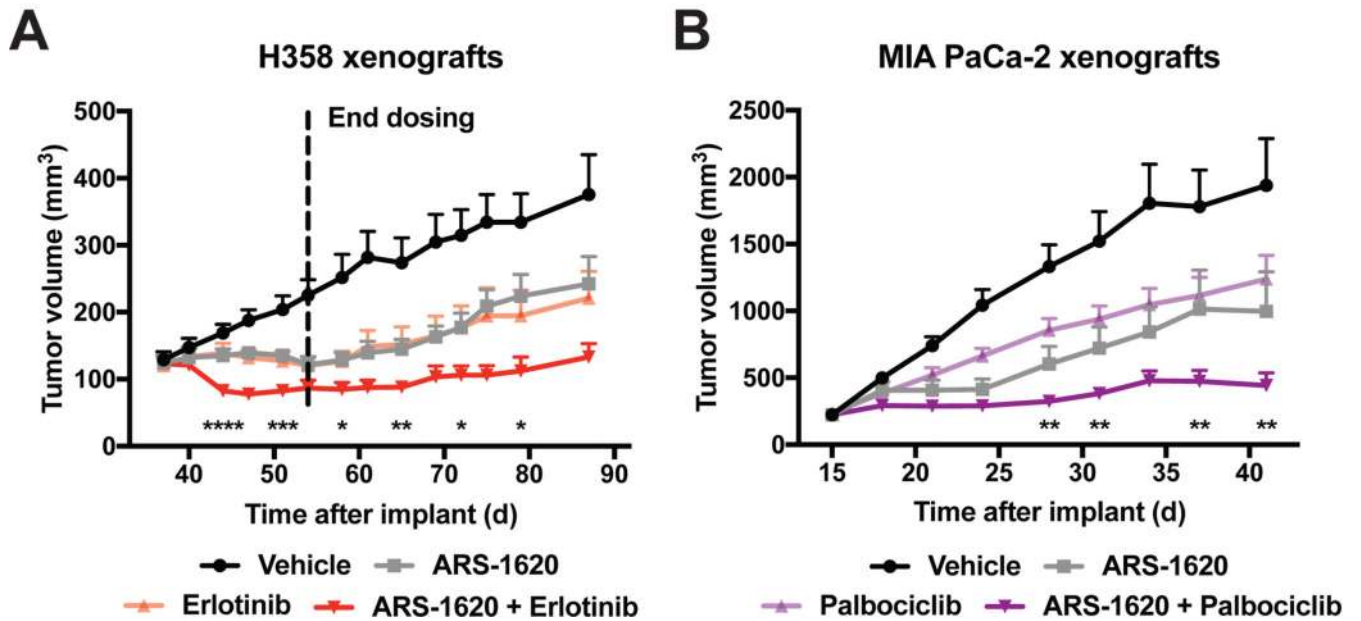 A
H358 xenografts
Tumor volume (mm³)
500
400
300
200
100
0
End dosing
**** *** * ** * *
40 50 60 70 80 90
Time after implant (d)
Vehicle ARS-1620
Erlotinib ARS-1620 + Erlotinib
B
MIA PaCa-2 xenografts
Tumor volume (mm³)
2500
2000
1500
1000
500
0
** ** ** **
15 20 25 30 35 40
Time after implant (d)
Vehicle ARS-1620
Palbociclib ARS-1620 + Palbociclib